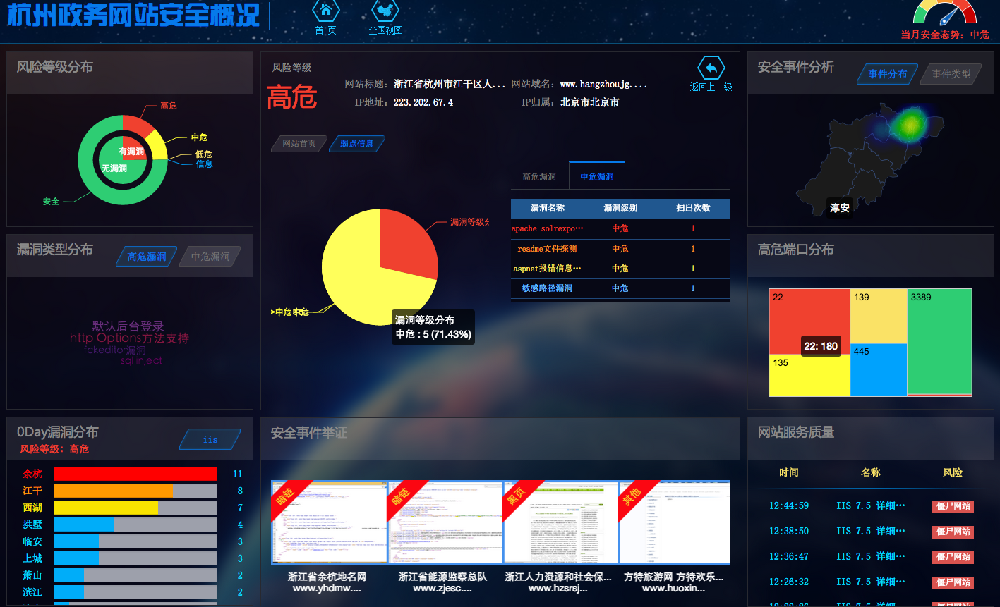 杭州政务网站安全概况
首 页
全国视图
当月安全态势：中危
风险等级分布
高危
中危
低危
信息
有漏洞
无漏洞
安全
风险等级
高危
网站标题：浙江省杭州市江干区人...
网站域名：www.hangzhoujg....
IP地址：223.202.67.4
IP归属：北京市北京市
返回上一级
网站首页
弱点信息
漏洞等级分
>中危
漏洞等级分布
中危 : 5 (71.43%)
高危漏洞
中危漏洞
漏洞名称 漏洞级别 扫出次数
apache solrexpo… 中危 1
readme文件探测 中危 1
aspnet报错信息… 中危 1
敏感路径漏洞 中危 1
安全事件分析
事件分布
事件类型
淳安
漏洞类型分布
高危漏洞
中危漏洞
默认后台登录
http Options方法支持
fckeditor漏洞
sql inject
高危端口分布
22
139
3389
22: 180
445
135
0Day漏洞分布
风险等级：高危
iis
余杭 11
江干 8
西湖 7
拱墅 4
临安 3
上城 3
萧山 2
滨江 2
安全事件举证
暗链
暗链
黑页
其他
浙江省余杭地名网
www.yhdmw....
浙江省能源监察总队
www.zjesc....
浙江人力资源和社会保...
www.hzsrsj...
方特旅游网 方特欢乐...
www.huoxin...
网站服务质量
时间 名称 风险
12:44:59 IIS 7.5 详细… 僵尸网站
12:38:50 IIS 7.5 详细… 僵尸网站
12:36:47 IIS 7.5 详细… 僵尸网站
12:26:32 IIS 7.5 详细… 僵尸网站